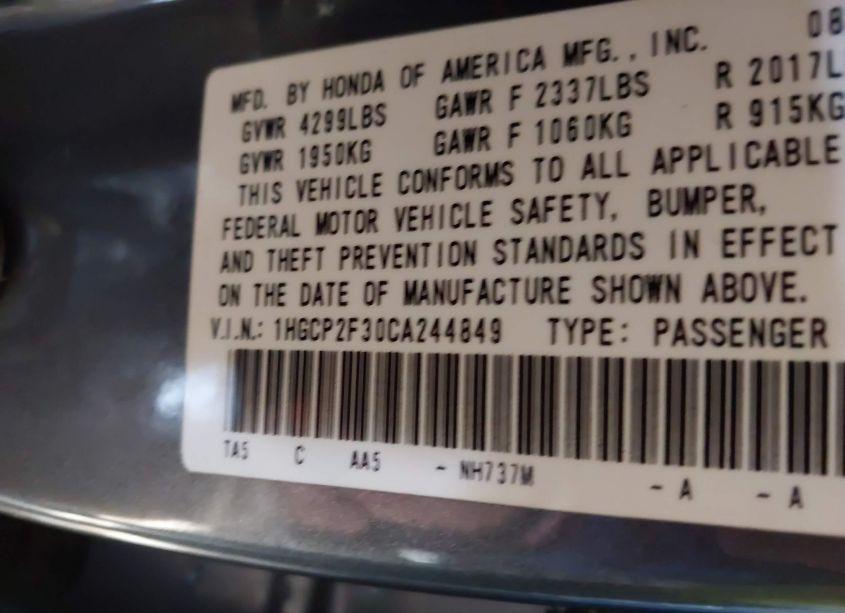 MFD. BY HONDA OF AMERICA MFG., INC. 08
GVWR 4299LBS GAWR F 2337LBS R 2017L
GVWR 1950KG GAWR F 1060KG R 915KG
THIS VEHICLE CONFORMS TO ALL APPLICABLE
FEDERAL MOTOR VEHICLE SAFETY, BUMPER,
AND THEFT PREVENTION STANDARDS IN EFFECT
ON THE DATE OF MANUFACTURE SHOWN ABOVE.
V.I.N.: 1HGCP2F30CA244849 TYPE: PASSENGER
TA5 C AA5 - NH737M - A - A